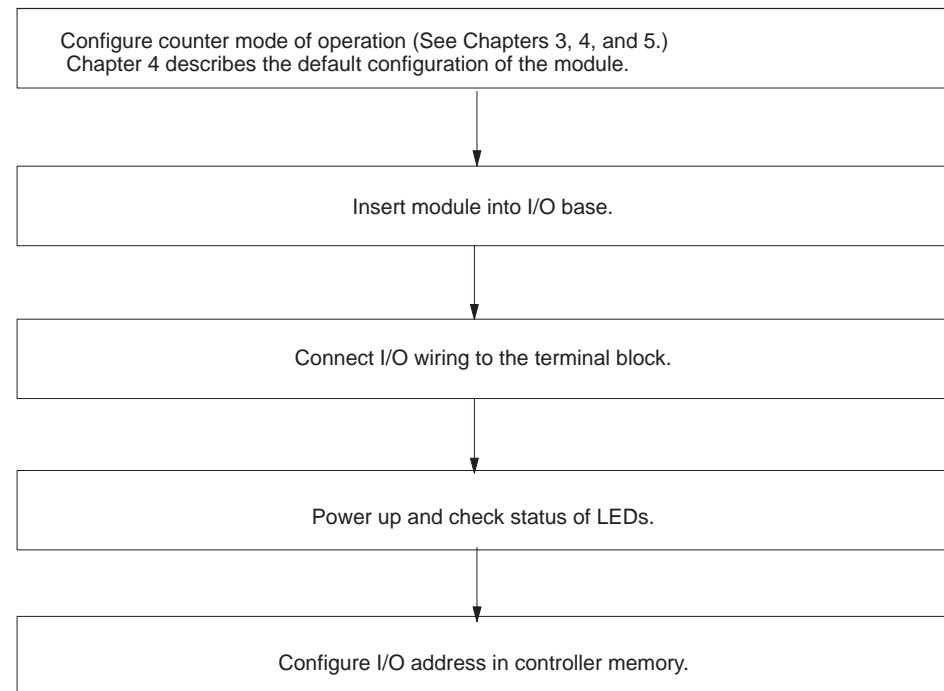 Configure counter mode of operation (See Chapters 3, 4, and 5.)
Chapter 4 describes the default configuration of the module.
Insert module into I/O base.
Connect I/O wiring to the terminal block.
Power up and check status of LEDs.
Configure I/O address in controller memory.